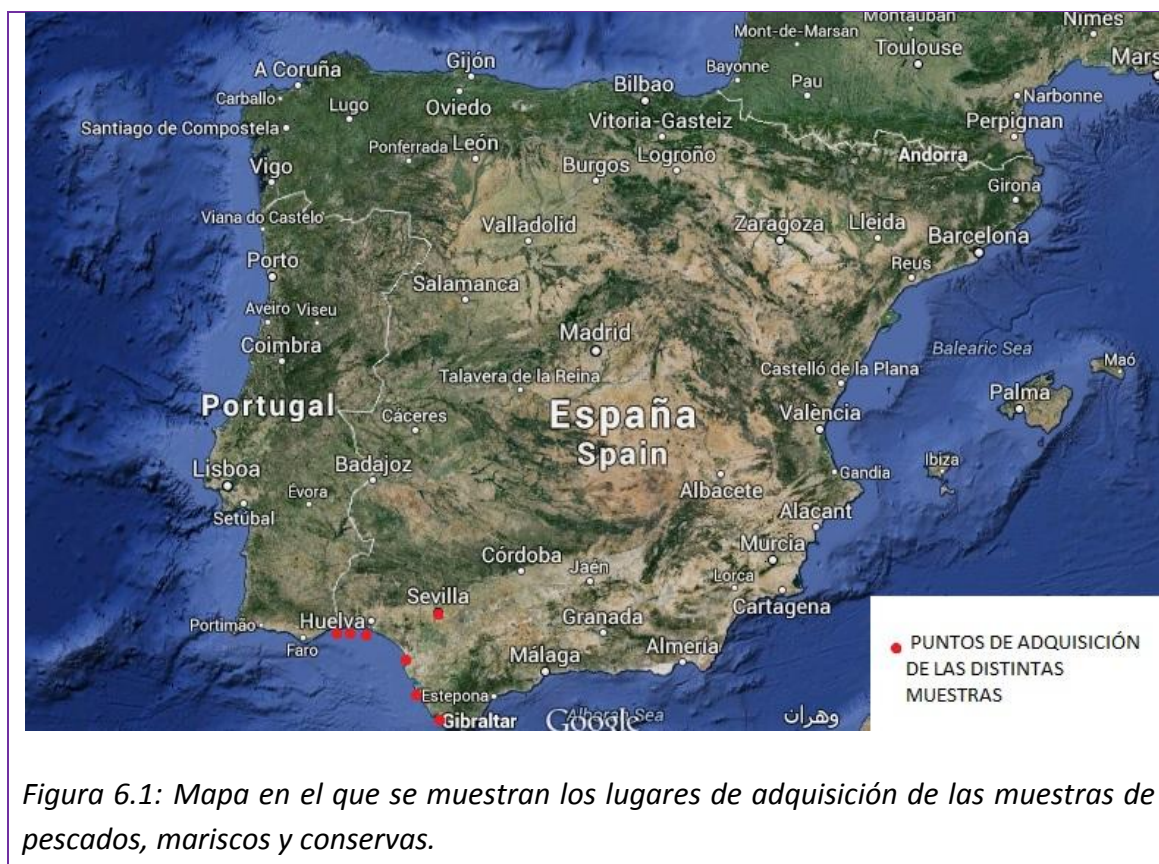 Montauban
Nimes
Mont-de-Marsan
Toulouse
A Coruña
Gijón
Bayonne
Pau
Mars
Bilbao
Carballo
Lugo
Oviedo
Narbonne
Santiago de Compostela
Vitoria-Gasteiz
Perpignan
Ponferrada
León
Burgos
Logroño
Andorra
Vigo
Girona
Viana do Castelo
Valladolid
Zaragoza
Lleida
Barcelona
Porto
Reus
Salamanca
Aveiro
Viseu
Madrid
Coimbra
Balearic Sea
Maó
Talavera de la Reina
Castelló de la Plana
Palma
Portugal
Cáceres
España
València
Spain
Lisboa
Badajoz
Ibiza
Gandia
Évora
Albacete
Setúbal
Alacant
Córdoba
Murcia
Jaén
Lorca
Sevilla
Cartagena
Portimão
Huelva
Granada
Faro
Almería
Málaga
Estepona
Gibraltar
Alboran Sea
Google
وهران
PUNTOS DE ADQUISICIÓN
DE LAS DISTINTAS
MUESTRAS
Figura 6.1: Mapa en el que se muestran los lugares de adquisición de las muestras de
pescados, mariscos y conservas.